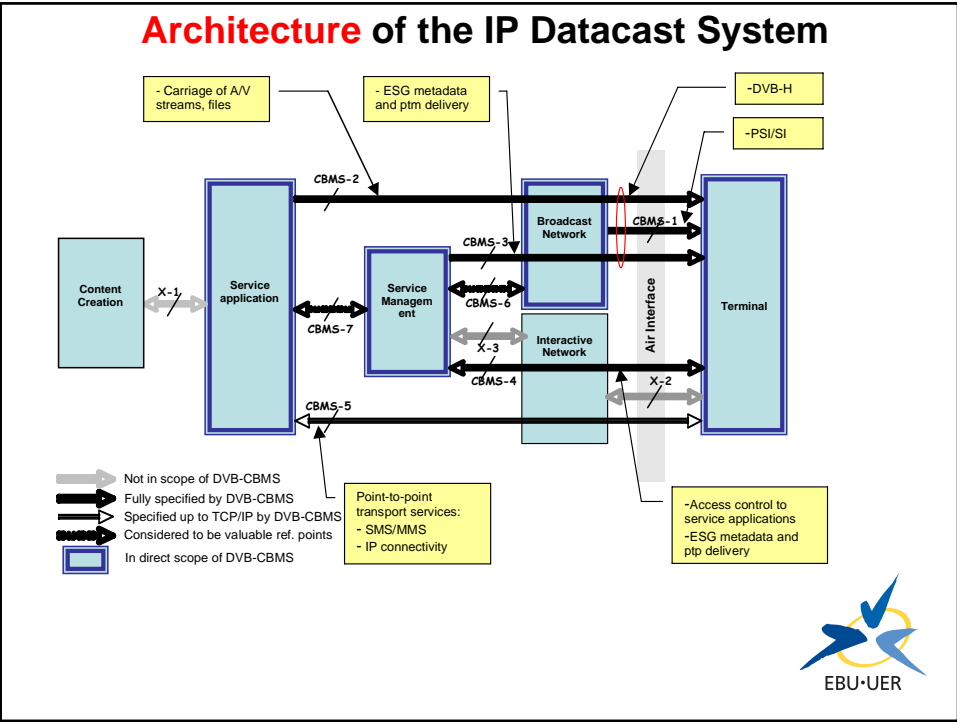 Architecture of the IP Datacast System
- Carriage of A/V
streams, files
- ESG metadata
and ptm delivery
-DVB-H
-PSI/SI
CBMS-2
Broadcast
Network
CBMS-1
CBMS-3
Content
Creation
X-1
Service
application
CBMS-7
Service
Managem
ent
CBMS-6
X-3
Interactive
Network
Air Interface
Terminal
CBMS-4
X-2
CBMS-5
Not in scope of DVB-CBMS
Fully specified by DVB-CBMS
Specified up to TCP/IP by DVB-CBMS
Considered to be valuable ref. points
In direct scope of DVB-CBMS
Point-to-point
transport services:
- SMS/MMS
- IP connectivity
-Access control to
service applications
-ESG metadata and
ptp delivery
EBU•UER